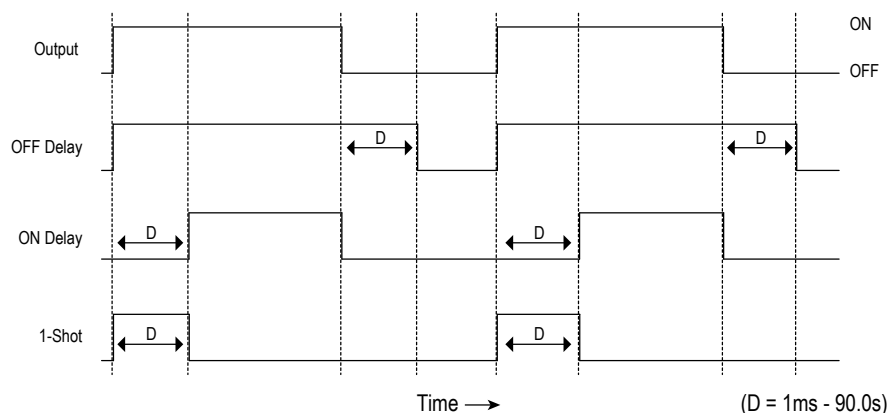 Output
ON
OFF
OFF Delay
D
D
ON Delay
D
D
1-Shot
D
D
Time
(D = 1ms - 90.0s)